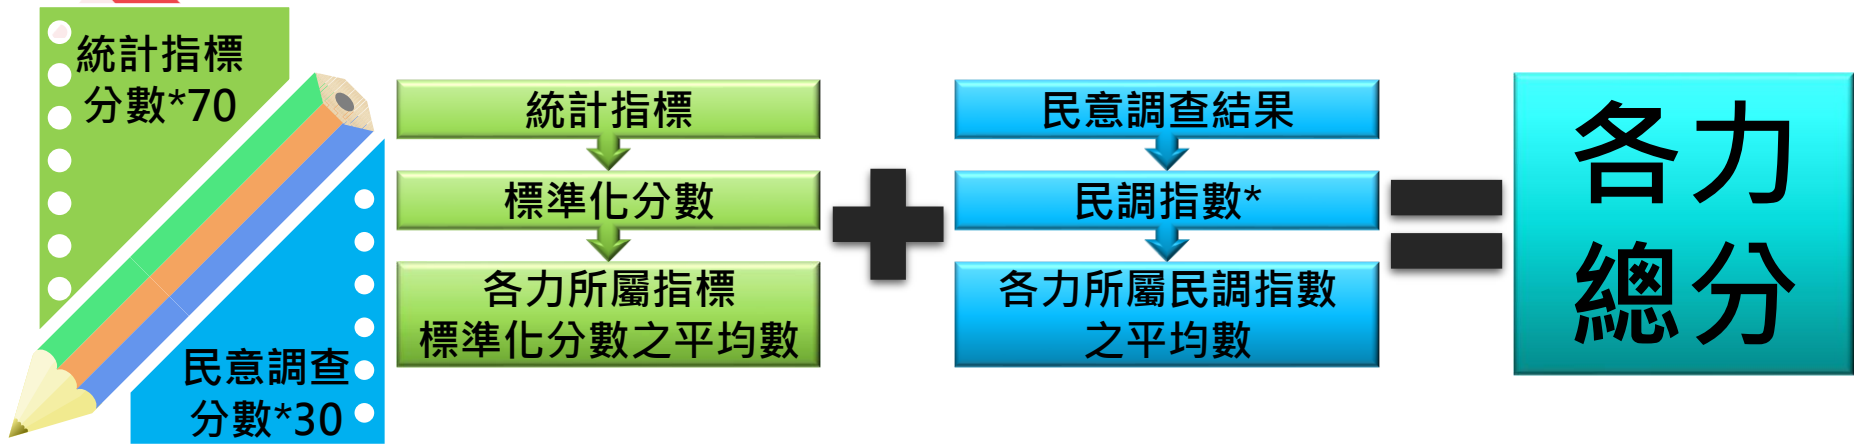 統計指標
分數*70
民意調查
分數*30
統計指標
標準化分數
各力所屬指標
標準化分數之平均數
民意調查結果
民調指數*
各力所屬民調指數
之平均數
各力
總分